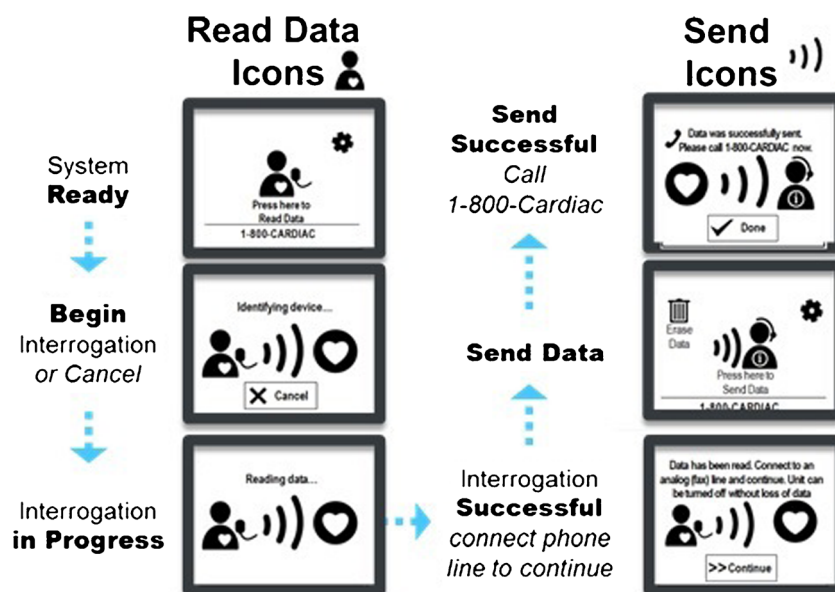 Read Data
Icons
System
Ready
Press here to
Read Data
1-800-CARDIAC
Begin
Interrogation
or Cancel
Identifying device...
Cancel
Interrogation
in Progress
Reading data...
Send
Icons
Send
Successful
Call
1-800-Cardiac
Data was successfully sent.
Please call 1-800-CARDIAC now.
Done
Send Data
Erase
Data
Press here to
Send Data
1-800-CARDIAC
Interrogation
Successful
connect phone
line to continue
Data has been read. Connect to an
analog (fax) line and continue. Unit can
be turned off without loss of data
>>Continue